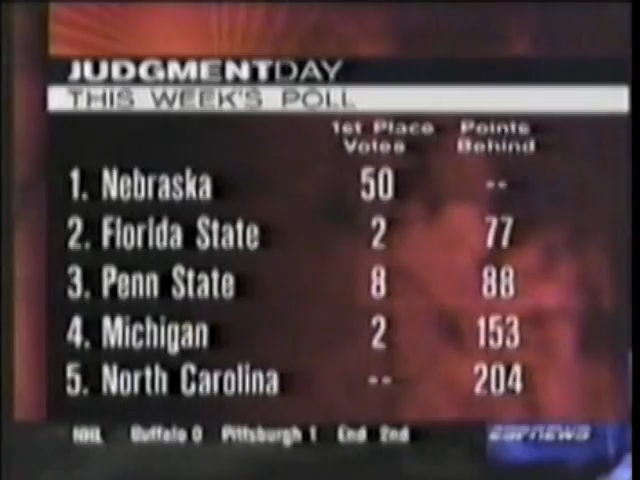 JUDGMENTDAY
THIS WEEK'S POLL
1st Place Votes Points Behind
1. Nebraska 50 --
2. Florida State 2 77
3. Penn State 8 88
4. Michigan 2 153
5. North Carolina -- 204
NHL Buffalo 0 Pittsburgh 1 End 2nd
ESPNEWS